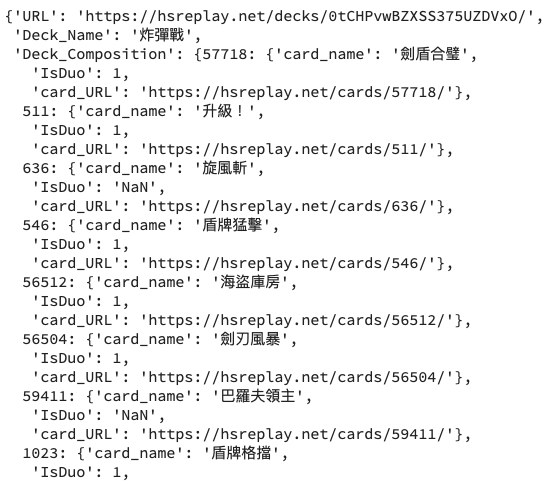 {'URL': 'https://hsreplay.net/decks/0tCHPvwBZXSS375UZDVxO/',
'Deck_Name': '炸彈戰',
'Deck_Composition': {57718: {'card_name': '劍盾合璧',
'IsDuo': 1,
'card_URL': 'https://hsreplay.net/cards/57718/'},
511: {'card_name': '升級！',
'IsDuo': 1,
'card_URL': 'https://hsreplay.net/cards/511/'},
636: {'card_name': '旋風斬',
'IsDuo': 'NaN',
'card_URL': 'https://hsreplay.net/cards/636/'},
546: {'card_name': '盾牌猛擊',
'IsDuo': 1,
'card_URL': 'https://hsreplay.net/cards/546/'},
56512: {'card_name': '海盜庫房',
'IsDuo': 1,
'card_URL': 'https://hsreplay.net/cards/56512/'},
56504: {'card_name': '劍刃風暴',
'IsDuo': 1,
'card_URL': 'https://hsreplay.net/cards/56504/'},
59411: {'card_name': '巴羅夫領主',
'IsDuo': 'NaN',
'card_URL': 'https://hsreplay.net/cards/59411/'},
1023: {'card_name': '盾牌格擋',
'IsDuo': 1,